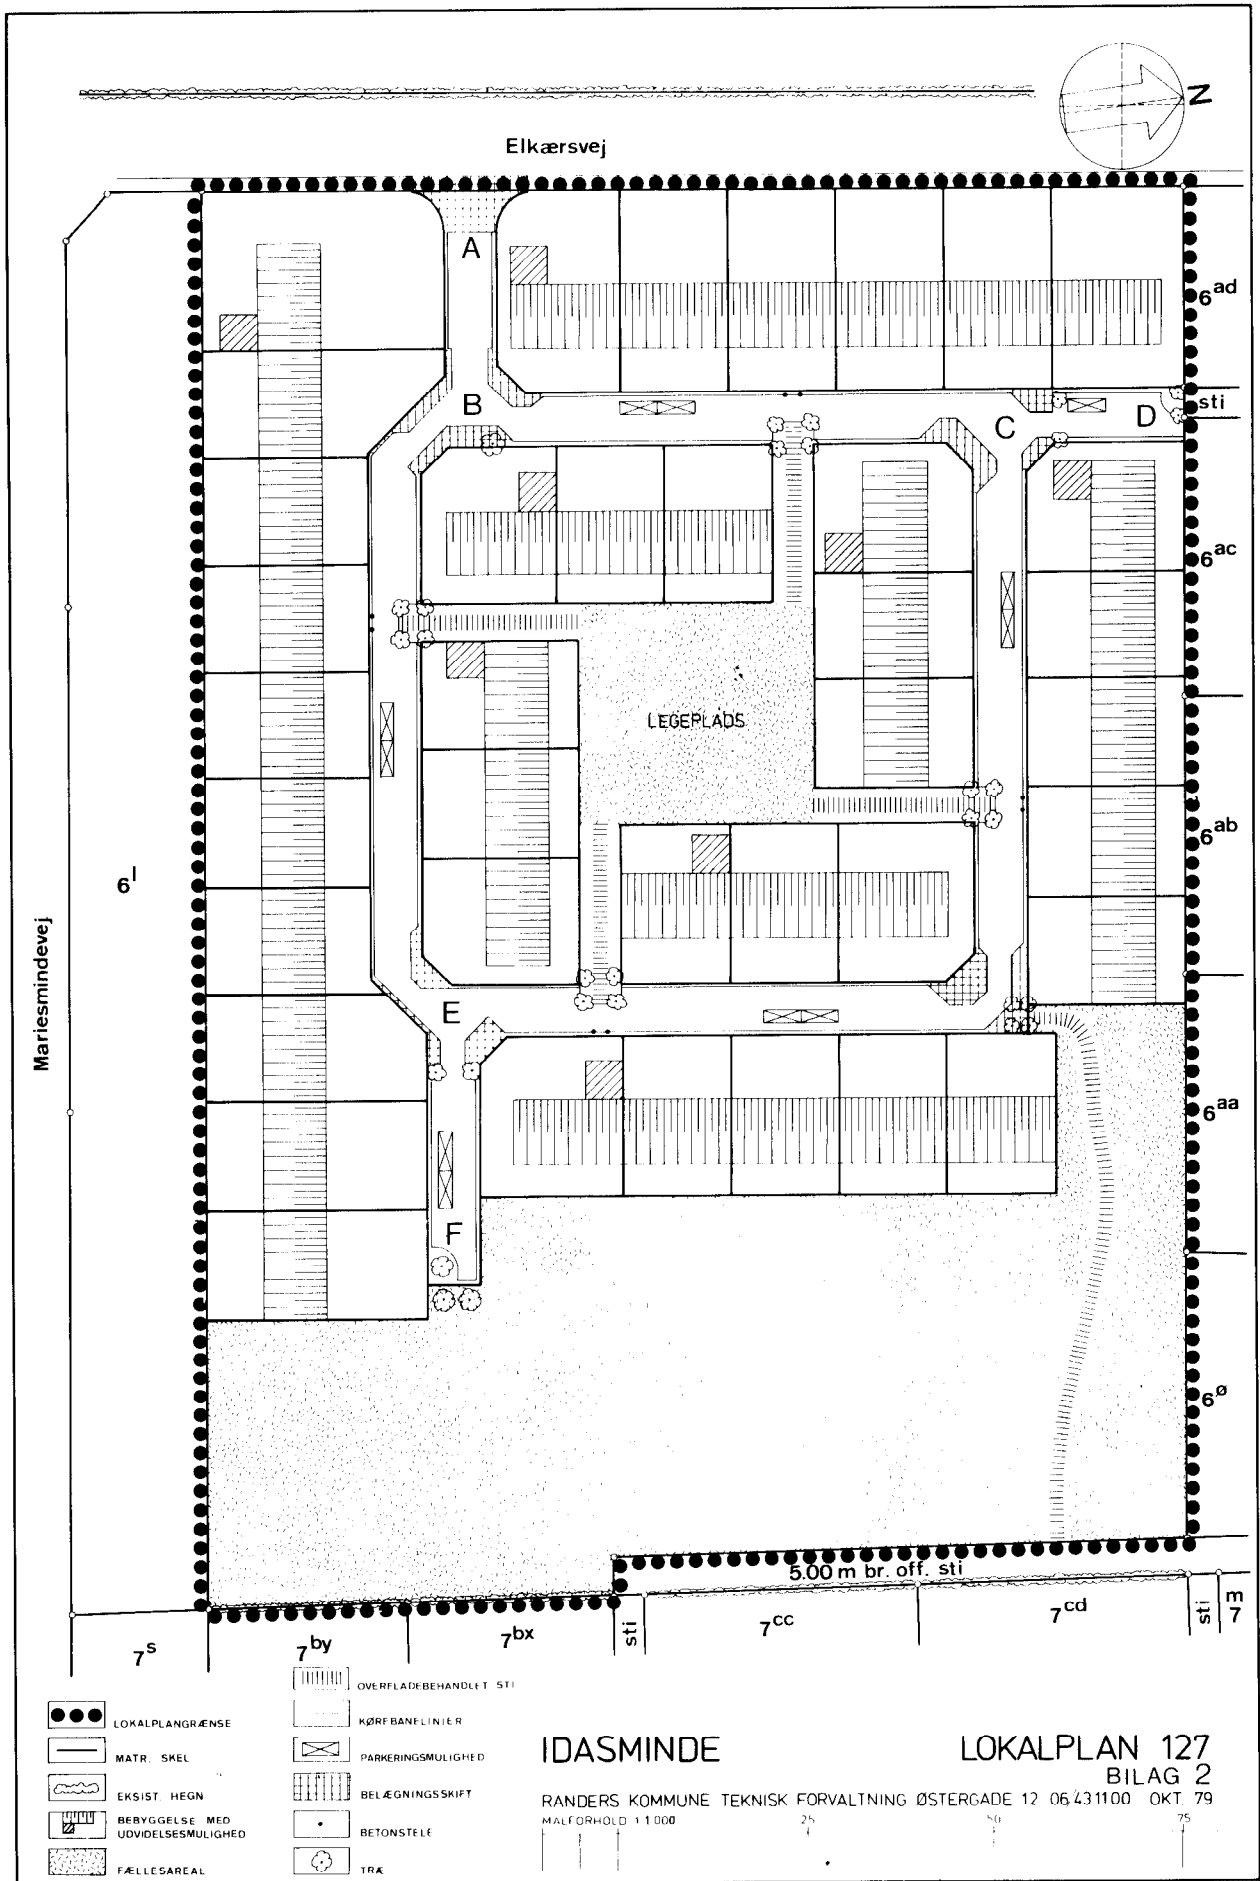 N
Elkærsvej
A
6ad
B
sti
C
D
6ac
LEGEPLADS
6ab
6l
Mariesmindevej
E
6aa
F
6ø
5.00 m br. off. sti
7s
7by
7bx
sti
7cc
7cd
sti
m
7
OVERFLADEBEHANDLET STI
LOKALPLANGRÆNSE
KØREBANELINIER
MATR. SKEL
PARKERINGSMULIGHED
EKSIST. HEGN
BELÆGNINGSSKIFT
BEBYGGELSE MED
UDVIDELSESMULIGHED
BETONSTELE
FÆLLESAREAL
TRÆ
IDASMINDE
LOKALPLAN 127
BILAG 2
RANDERS KOMMUNE TEKNISK FORVALTNING ØSTERGADE 12 06.431100 OKT. 79
MALFORHOLD 1:1000
25
50
75